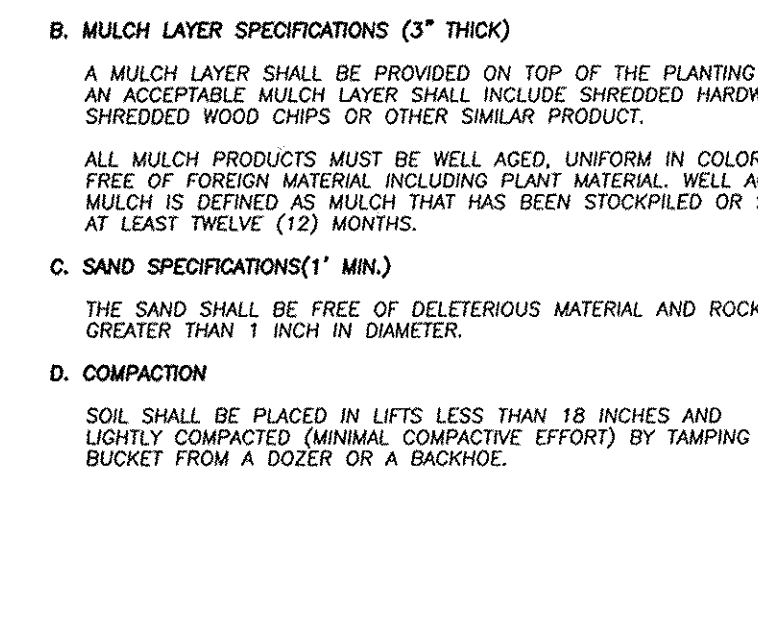 B. MULCH LAYER SPECIFICATIONS (3" THICK)
A MULCH LAYER SHALL BE PROVIDED ON TOP OF THE PLANTING
AN ACCEPTABLE MULCH LAYER SHALL INCLUDE SHREDDED
SHREDDED WOOD CHIPS OR OTHER SIMILAR PRODUCT.
ALL MULCH PRODUCTS MUST BE WELL AGED, UNIFORM IN COLOR
FREE OF FOREIGN MATERIAL INCLUDING PLANT MATERIAL. WELL
MULCH IS DEFINED AS MULCH THAT HAS BEEN STOCKPILED OR
AT LEAST TWELVE (12) MONTHS.
C. SAND SPECIFICATIONS(1' MIN.)
THE SAND SHALL BE FREE OF DELETERIOUS MATERIAL AND ROCK
GREATER THAN 1 INCH IN DIAMETER.
D. COMPACTION
SOIL SHALL BE PLACED IN LIFTS LESS THAN 18 INCHES AND
LIGHTLY COMPACTED (MINIMAL COMPACTIVE EFFORT) BY TAMPING
BUCKET FROM A DOZER OR A BACKHOE.